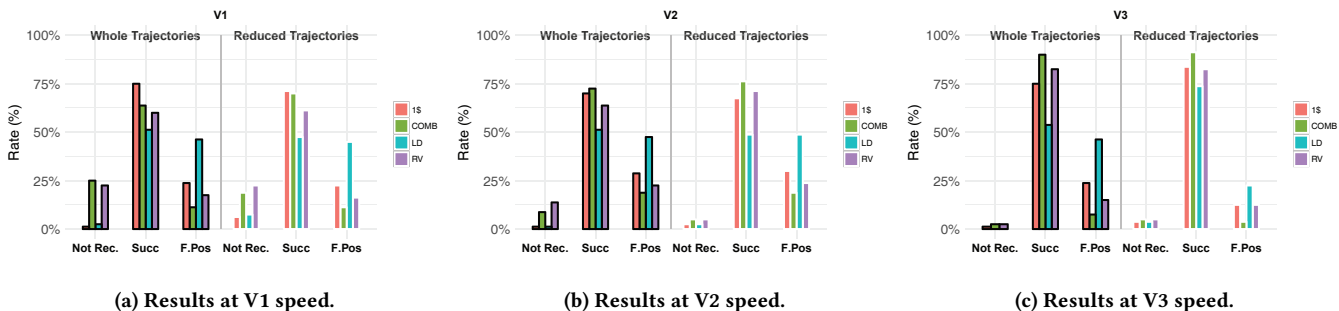 V1
100%
Whole Trajectories Reduced Trajectories
75%
50%
25%
0%
Rate (%)
Not Rec. Succ F.Pos Not Rec. Succ F.Pos
1$
COMB
LD
RV
(a) Results at V1 speed.
V2
100%
Whole Trajectories Reduced Trajectories
75%
50%
25%
0%
Rate (%)
Not Rec. Succ F.Pos Not Rec. Succ F.Pos
1$
COMB
LD
RV
(b) Results at V2 speed.
V3
100%
Whole Trajectories Reduced Trajectories
75%
50%
25%
0%
Rate (%)
Not Rec. Succ F.Pos Not Rec. Succ F.Pos
1$
COMB
LD
RV
(c) Results at V3 speed.